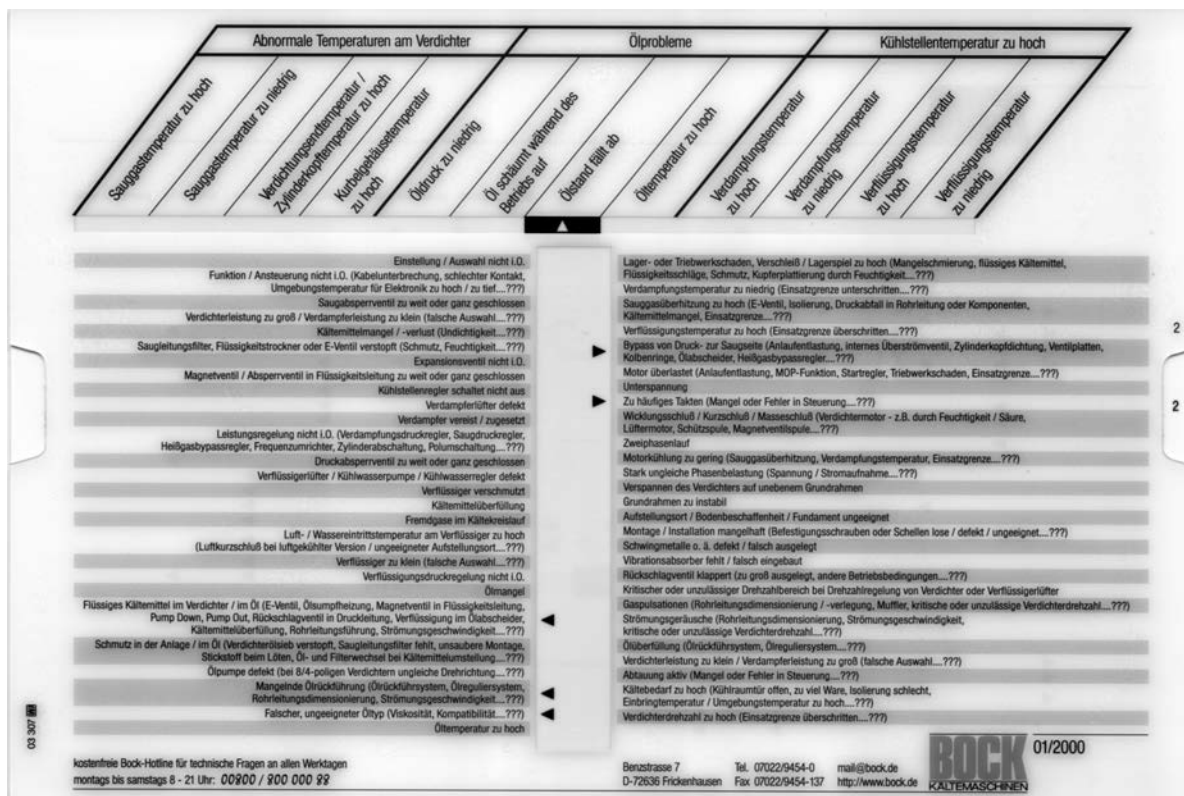 Abnormale Temperaturen am Verdichter
Ölprobleme
Kühlstellentemperatur zu hoch
Sauggastemperatur zu hoch
Sauggastemperatur zu niedrig
Verdichtungsendtemperatur /
Zylinderkopftemperatur zu hoch
Kurbelgehäusetemperatur
zu hoch
Öldruck zu niedrig
Öl schäumt während des
Betriebs auf
Ölstand fällt ab
Öltemperatur zu hoch
Verdampfungstemperatur
zu hoch
Verdampfungstemperatur
zu niedrig
Verflüssigungstemperatur
zu hoch
Verflüssigungstemperatur
zu niedrig
Einstellung / Auswahl nicht i.O.
Funktion / Ansteuerung nicht i.O. (Kabelunterbrechung, schlechter Kontakt,
Umgebungstemperatur für Elektronik zu hoch / zu tief....???)
Saugabsperrventil zu weit oder ganz geschlossen
Verdichterleistung zu groß / Verdampferleistung zu klein (falsche Auswahl....???)
Kältemittelmangel / -verlust (Undichtigkeit....???)
Saugleitungsfilter, Flüssigkeitstrockner oder E-Ventil verstopft (Schmutz, Feuchtigkeit....???)
Expansionsventil nicht i.O.
Magnetventil / Absperrventil in Flüssigkeitsleitung zu weit oder ganz geschlossen
Kühlstellenregler schaltet nicht aus
Verdampferlüfter defekt
Verdampfer vereist / zugesetzt
Leistungsregelung nicht i.O. (Verdampfungsdruckregler, Saugdruckregler,
Heißgasbypassregler, Frequenzumrichter, Zylinderabschaltung, Polumschaltung....???)
Druckabsperrventil zu weit oder ganz geschlossen
Verflüssigerlüfter / Kühlwasserpumpe / Kühlwasserregler defekt
Verflüssiger verschmutzt
Kältemittelüberfüllung
Fremdgase im Kältekreislauf
Luft- / Wassereintrittstemperatur am Verflüssiger zu hoch
(Luftkurzschluß bei luftgekühlter Version / ungeeigneter Aufstellungsort....???)
Verflüssiger zu klein (falsche Auswahl....???)
Verflüssigungsdruckregelung nicht i.O.
Ölmangel
Flüssiges Kältemittel im Verdichter / im Öl (E-Ventil, Ölsumpfheizung, Magnetventil in Flüssigkeitsleitung,
Pump Down, Pump Out, Rückschlagventil in Druckleitung, Verflüssigung im Ölabscheider,
Kältemittelüberfüllung, Rohrleitungsführung, Strömungsgeschwindigkeit....???)
Schmutz in der Anlage / im Öl (Verdichterölsieb verstopft, Saugleitungsfilter fehlt, unsaubere Montage,
Stickstoff beim Löten, Öl- und Filterwechsel bei Kältemittelumstellung....???)
Ölpumpe defekt (bei 8/4-poligen Verdichtern ungleiche Drehrichtung....???)
Mangelnde Ölrückführung (Ölrückführsystem, Ölreguliersystem,
Rohrleitungsdimensionierung, Strömungsgeschwindigkeit....???)
Falscher, ungeeigneter Öltyp (Viskosität, Kompatibilität....???)
Öltemperatur zu hoch
Lager- oder Triebwerkschaden, Verschleiß / Lagerspiel zu hoch (Mangelschmierung, flüssiges Kältemittel,
Flüssigkeitsschläge, Schmutz, Kupferplattierung durch Feuchtigkeit....???)
Verdampfungstemperatur zu niedrig (Einsatzgrenze unterschritten....???)
Sauggasüberhitzung zu hoch (E-Ventil, Isolierung, Druckabfall in Rohrleitung oder Komponenten,
Kältemittelmangel, Einsatzgrenze....???)
Verflüssigungstemperatur zu hoch (Einsatzgrenze überschritten....???)
Bypass von Druck- zur Saugseite (Anlaufentlastung, internes Überströmventil, Zylinderkopfdichtung, Ventilplatten,
Kolbenringe, Ölabscheider, Heißgasbypassregler....???)
Motor überlastet (Anlaufentlastung, MOP-Funktion, Startregler, Triebwerkschaden, Einsatzgrenze....???)
Unterspannung
Zu häufiges Takten (Mangel oder Fehler in Steuerung....???)
Wicklungsschluß / Kurzschluß / Masseschluß (Verdichtermotor - z.B. durch Feuchtigkeit / Säure,
Lüftermotor, Schützspule, Magnetventilspule....???)
Zweiphasenlauf
Motorkühlung zu gering (Sauggasüberhitzung, Verdampfungstemperatur, Einsatzgrenze....???)
Stark ungleiche Phasenbelastung (Spannung / Stromaufnahme....???)
Verspannen des Verdichters auf unebenem Grundrahmen
Grundrahmen zu instabil
Aufstellungsort / Bodenbeschaffenheit / Fundament ungeeignet
Montage / Installation mangelhaft (Befestigungsschrauben oder Schellen lose / defekt / ungeeignet....???)
Schwingmetalle o. ä. defekt / falsch ausgelegt
Vibrationsabsorber fehlt / falsch eingebaut
Rückschlagventil klappert (zu groß ausgelegt, andere Betriebsbedingungen....???)
Kritischer oder unzulässiger Drehzahlbereich bei Drehzahlregelung von Verdichter oder Verflüssigerlüfter
Gaspulsationen (Rohrleitungsdimensionierung / -verlegung, Muffler, kritische oder unzulässige Verdichterdrehzahl....???)
Strömungsgeräusche (Rohrleitungsdimensionierung, Strömungsgeschwindigkeit,
kritische oder unzulässige Verdichterdrehzahl....???)
Ölüberfüllung (Ölrückführsystem, Ölreguliersystem....???)
Verdichterleistung zu klein / Verdampferleistung zu groß (falsche Auswahl....???)
Abtauung aktiv (Mangel oder Fehler in Steuerung....???)
Kältebedarf zu hoch (Kühlraumtür offen, zu viel Ware, Isolierung schlecht,
Einbringtemperatur / Umgebungstemperatur zu hoch....???)
Verdichterdrehzahl zu hoch (Einsatzgrenze überschritten....???)
2
2
03 307
kostenfreie Bock-Hotline für technische Fragen an allen Werktagen
montags bis samstags 8 - 21 Uhr: 00800 / 800 000 88
Benzstrasse 7 Tel. 07022/9454-0 mail@bock.de
D-72636 Frickenhausen Fax 07022/9454-137 http://www.bock.de
BOCK
KÄLTEMASCHINEN
01/2000